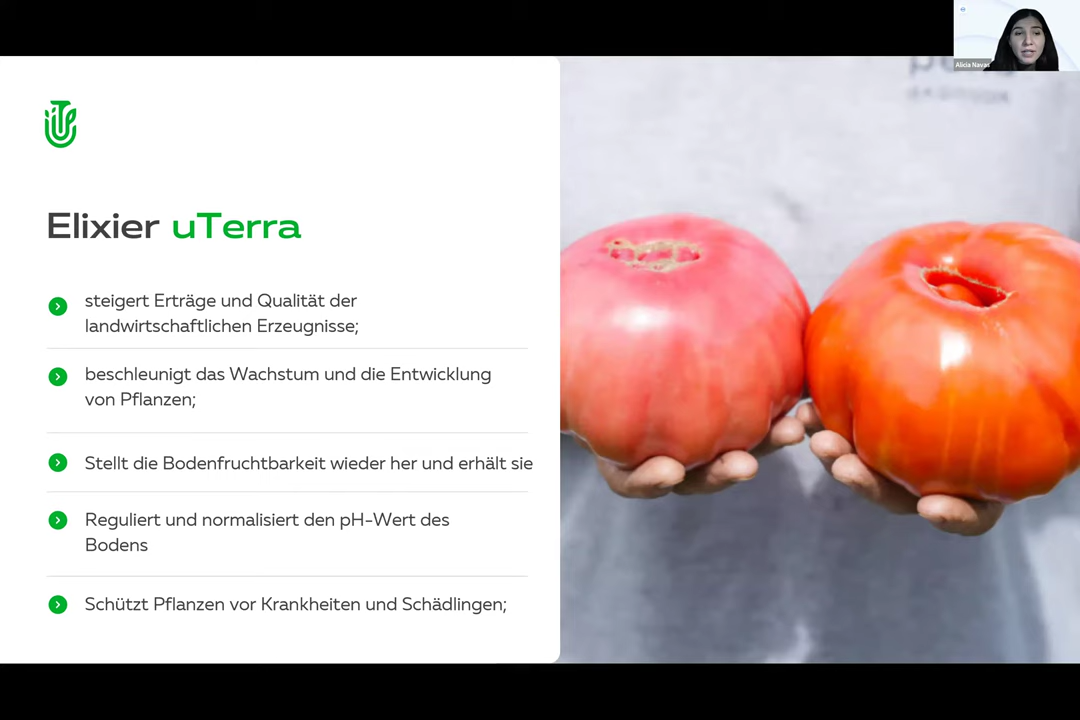 Alicia Navas
Elixier uTerra
steigert Erträge und Qualität der
landwirtschaftlichen Erzeugnisse;
beschleunigt das Wachstum und die Entwicklung
von Pflanzen;
Stellt die Bodenfruchtbarkeit wieder her und erhält sie
Reguliert und normalisiert den pH-Wert des
Bodens
Schützt Pflanzen vor Krankheiten und Schädlingen;